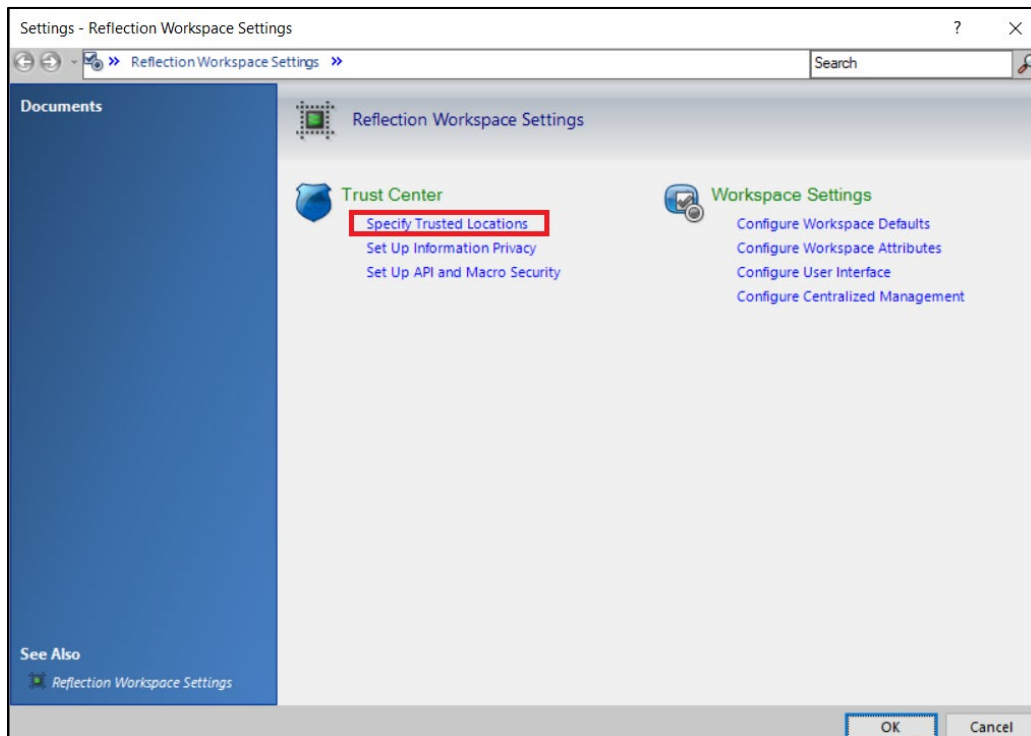 Settings - Reflection Workspace Settings
?
Reflection Workspace Settings
Search
Documents
Reflection Workspace Settings
Trust Center
Specify Trusted Locations
Set Up Information Privacy
Set Up API and Macro Security
Workspace Settings
Configure Workspace Defaults
Configure Workspace Attributes
Configure User Interface
Configure Centralized Management
See Also
Reflection Workspace Settings
OK
Cancel